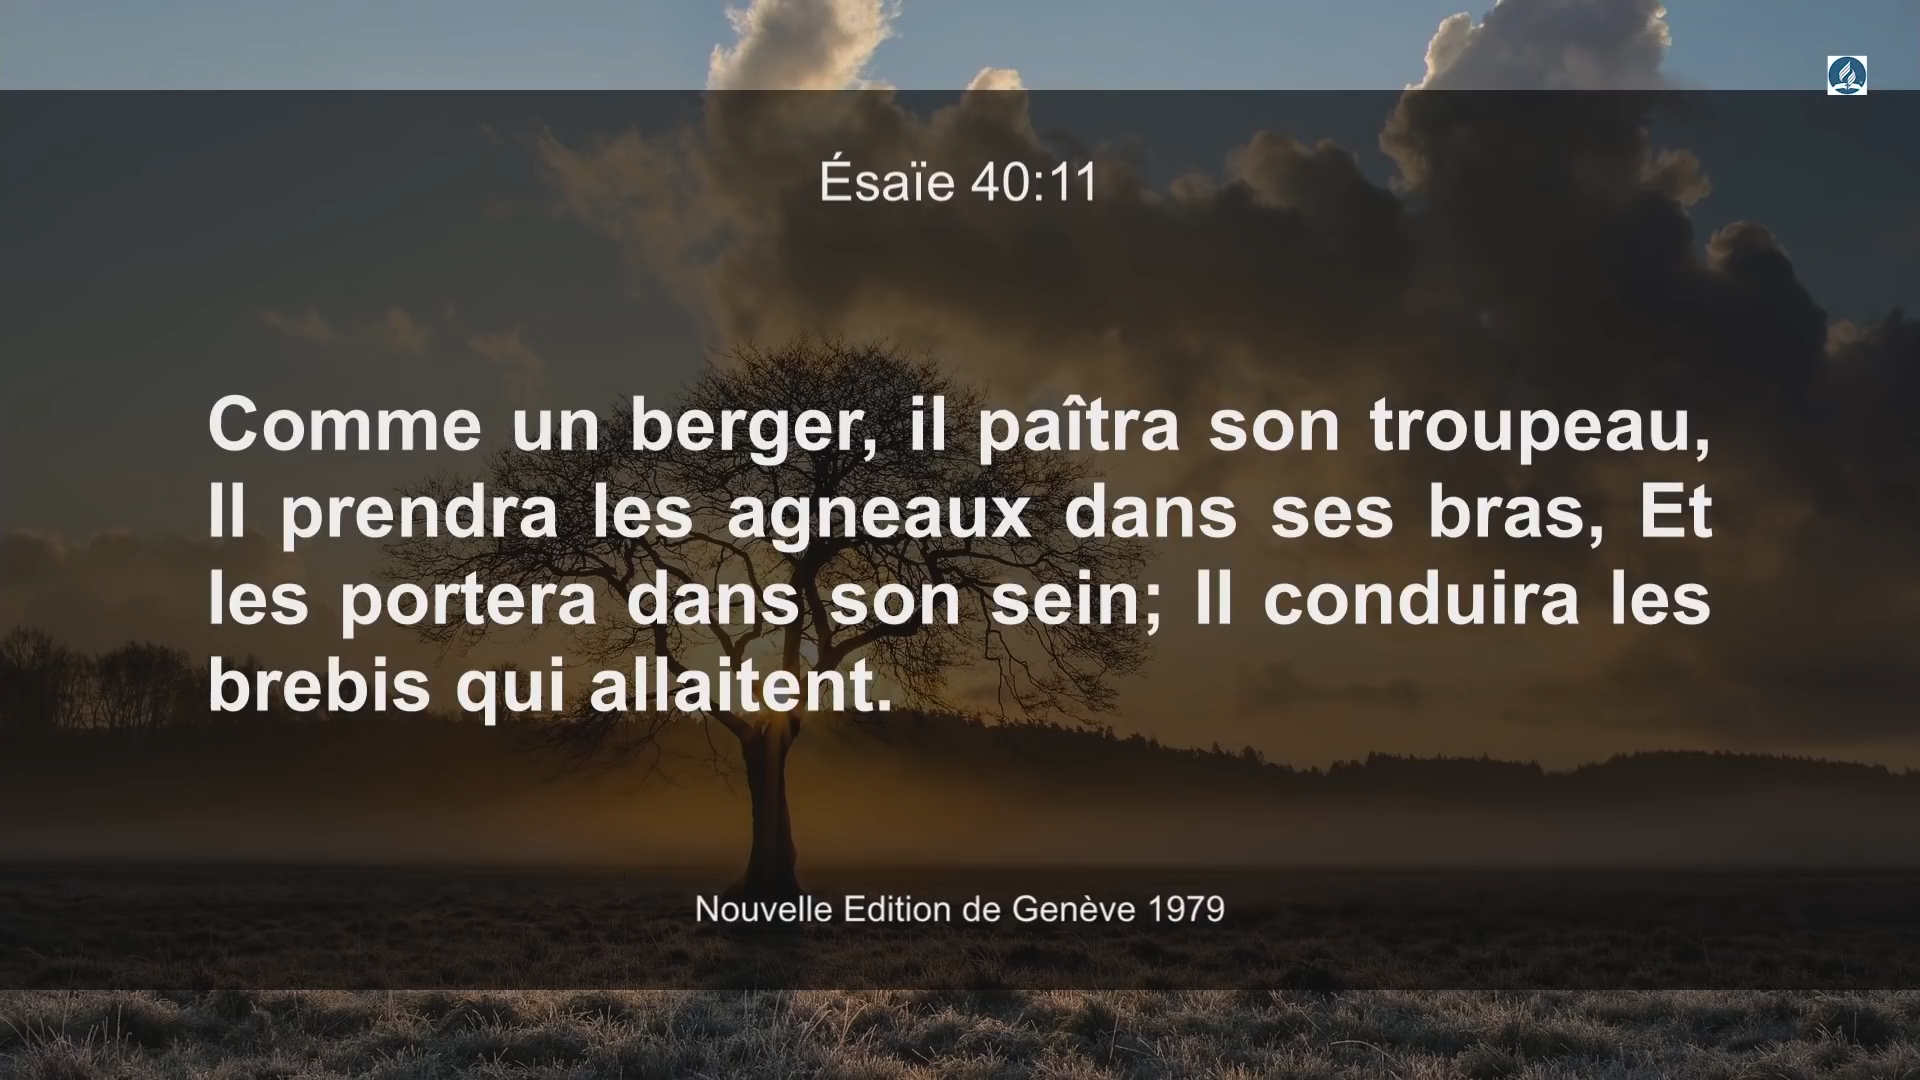 Ésaïe 40:11
Comme un berger, il paîtra son troupeau,
Il prendra les agneaux dans ses bras, Et
les portera dans son sein; Il conduira les
brebis qui allaitent.
Nouvelle Edition de Genève 1979